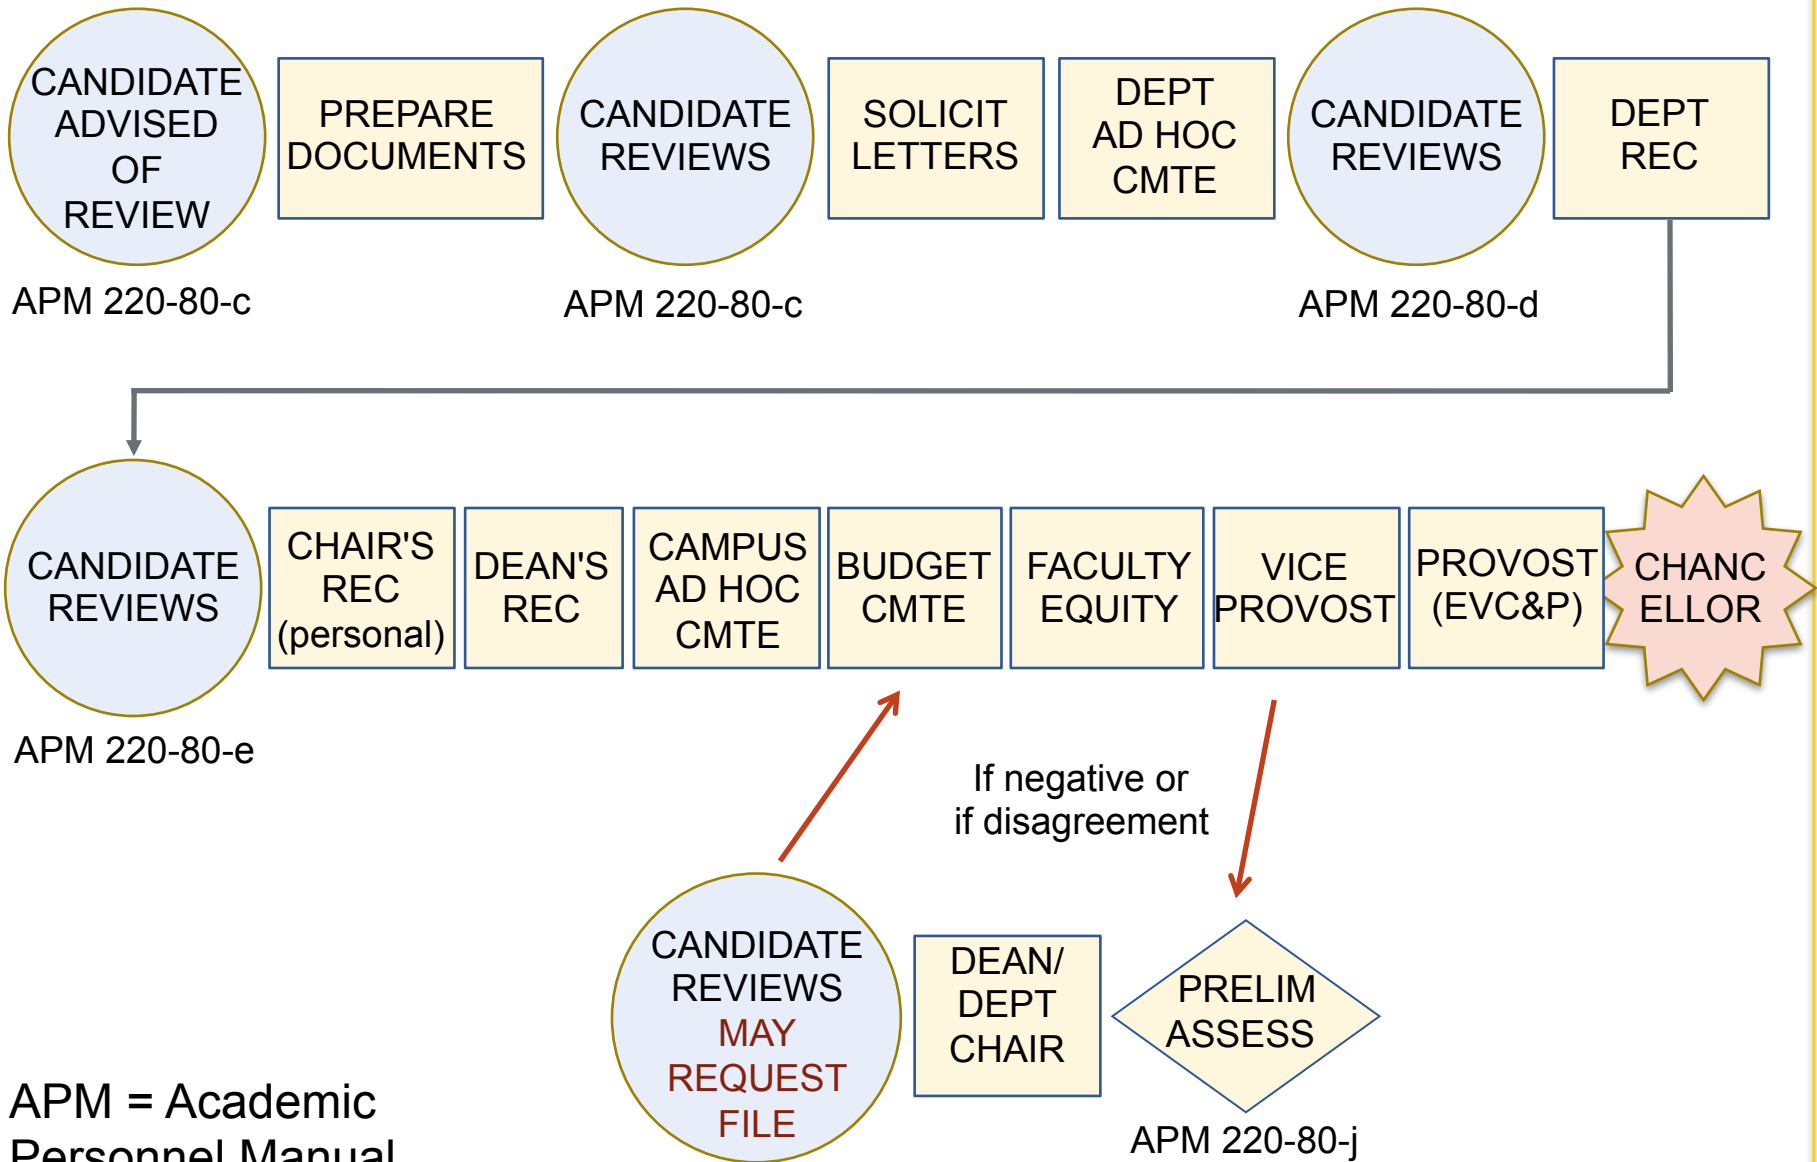 CANDIDATE
ADVISED
OF
REVIEW
PREPARE
DOCUMENTS
CANDIDATE
REVIEWS
SOLICIT
LETTERS
DEPT
AD HOC
CMTE
CANDIDATE
REVIEWS
DEPT
REC
APM 220-80-c
APM 220-80-c
APM 220-80-d
CANDIDATE
REVIEWS
CHAIR'S
REC
(personal)
DEAN'S
REC
CAMPUS
AD HOC
CMTE
BUDGET
CMTE
FACULTY
EQUITY
VICE
PROVOST
PROVOST
(EVC&P)
CHANC
ELLOR
APM 220-80-e
If negative or
if disagreement
CANDIDATE
REVIEWS
MAY
REQUEST
FILE
DEAN/
DEPT
CHAIR
PRELIM
ASSESS
APM 220-80-j
APM = Academic
Personnel Manual